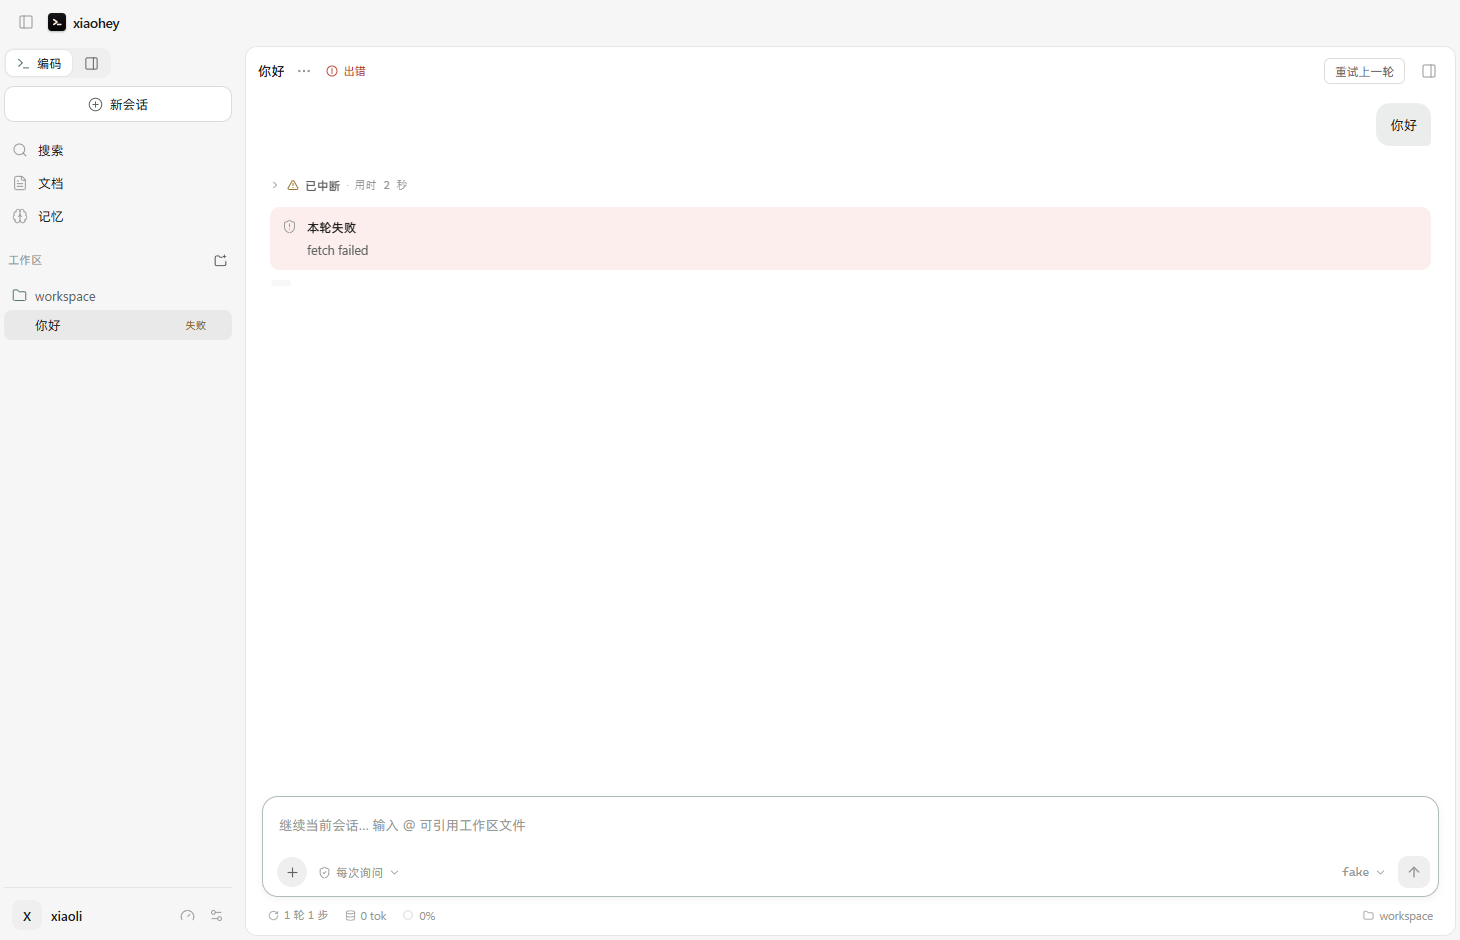 xiaohey
编码
新会话
搜索
文档
记忆
工作区
workspace
你好 失败
xiaoli
你好 ··· 出错 重试上一轮
你好
已中断 · 用时 2 秒
本轮失败
fetch failed
继续当前会话... 输入 @ 可引用工作区文件
每次询问 fake
1 轮 1 步 0 tok 0% workspace
X